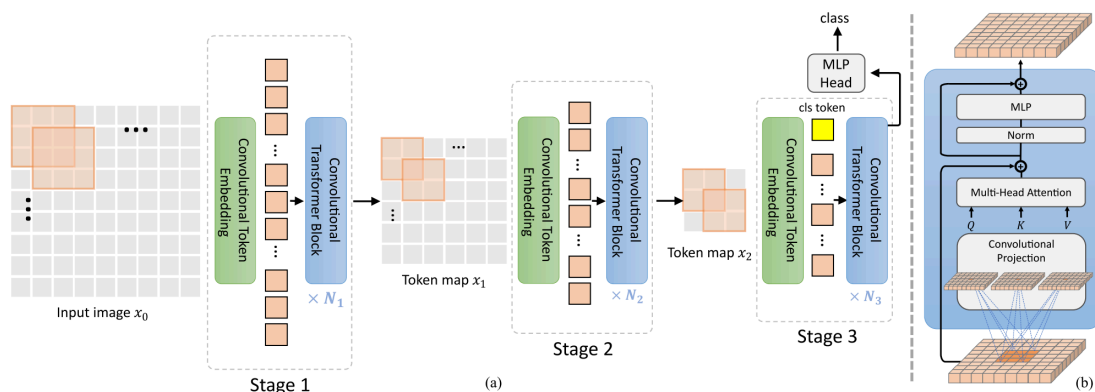 Input image x₀
Convolutional Token
Embedding
...
...
Convolutional
Transformer Block
× N₁
Stage 1
Token map x₁
Convolutional Token
Embedding
...
...
Convolutional
Transformer Block
× N₂
Stage 2
Token map x₂
class
MLP
Head
cls token
Convolutional Token
Embedding
...
...
Convolutional
Transformer Block
× N₃
Stage 3
(a)
MLP
Norm
Multi-Head Attention
Q K V
Convolutional
Projection
(b)